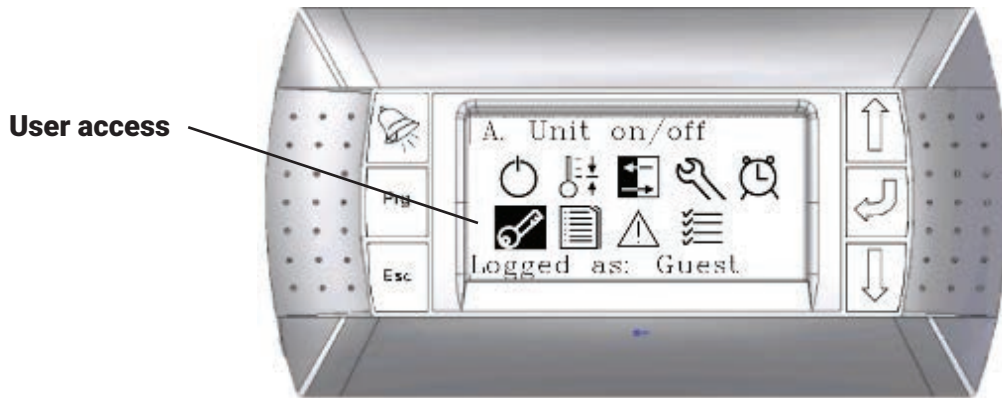 User access
A. Unit on/off
Prg
Esc
Logged as: Guest